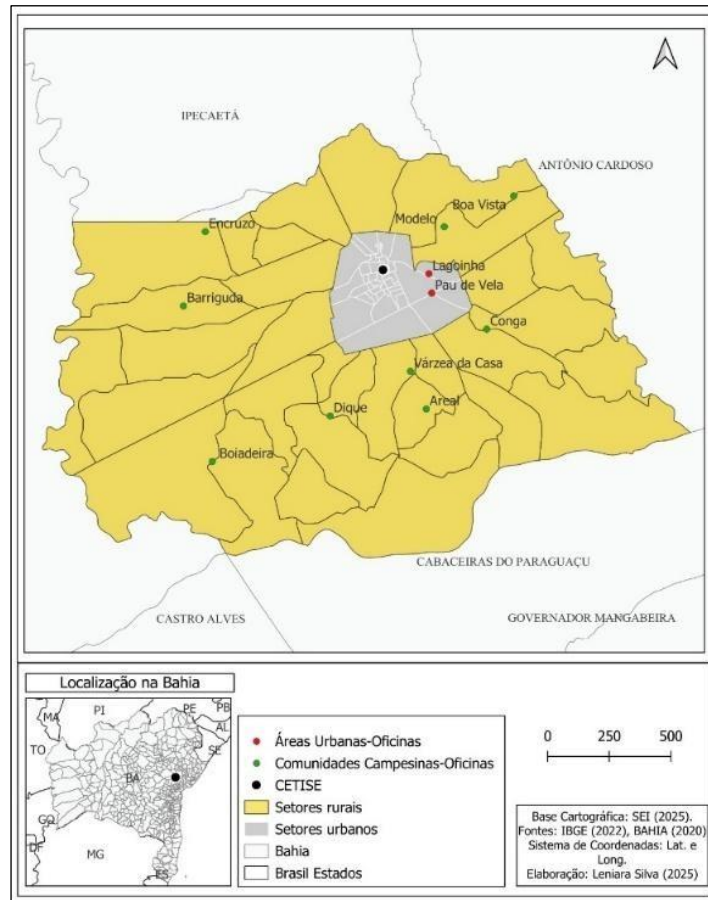 IPECAETÁ
ANTÔNIO CARDOSO
Boa Vista
Modelo
Encruzo
Lagoinha
Pau de Vela
Barriguda
Conga
Várzea da Casa
Dique
Areal
Boiadeira
CABACEIRAS DO PARAGUAÇU
CASTRO ALVES
GOVERNADOR MANGABEIRA
Localização na Bahia
MA
PI
PE
PB
AL
TO
SE
BA
GO
DF
MG
ES
Áreas Urbanas-Oficinas
Comunidades Campesinas-Oficinas
CETISE
Setores rurais
Setores urbanos
Bahia
Brasil Estados
0 250 500
Base Cartográfica: SEI (2025).
Fontes: IBGE (2022), BAHIA (2020)
Sistema de Coordenadas: Lat. e
Long.
Elaboração: Leniara Silva (2025)